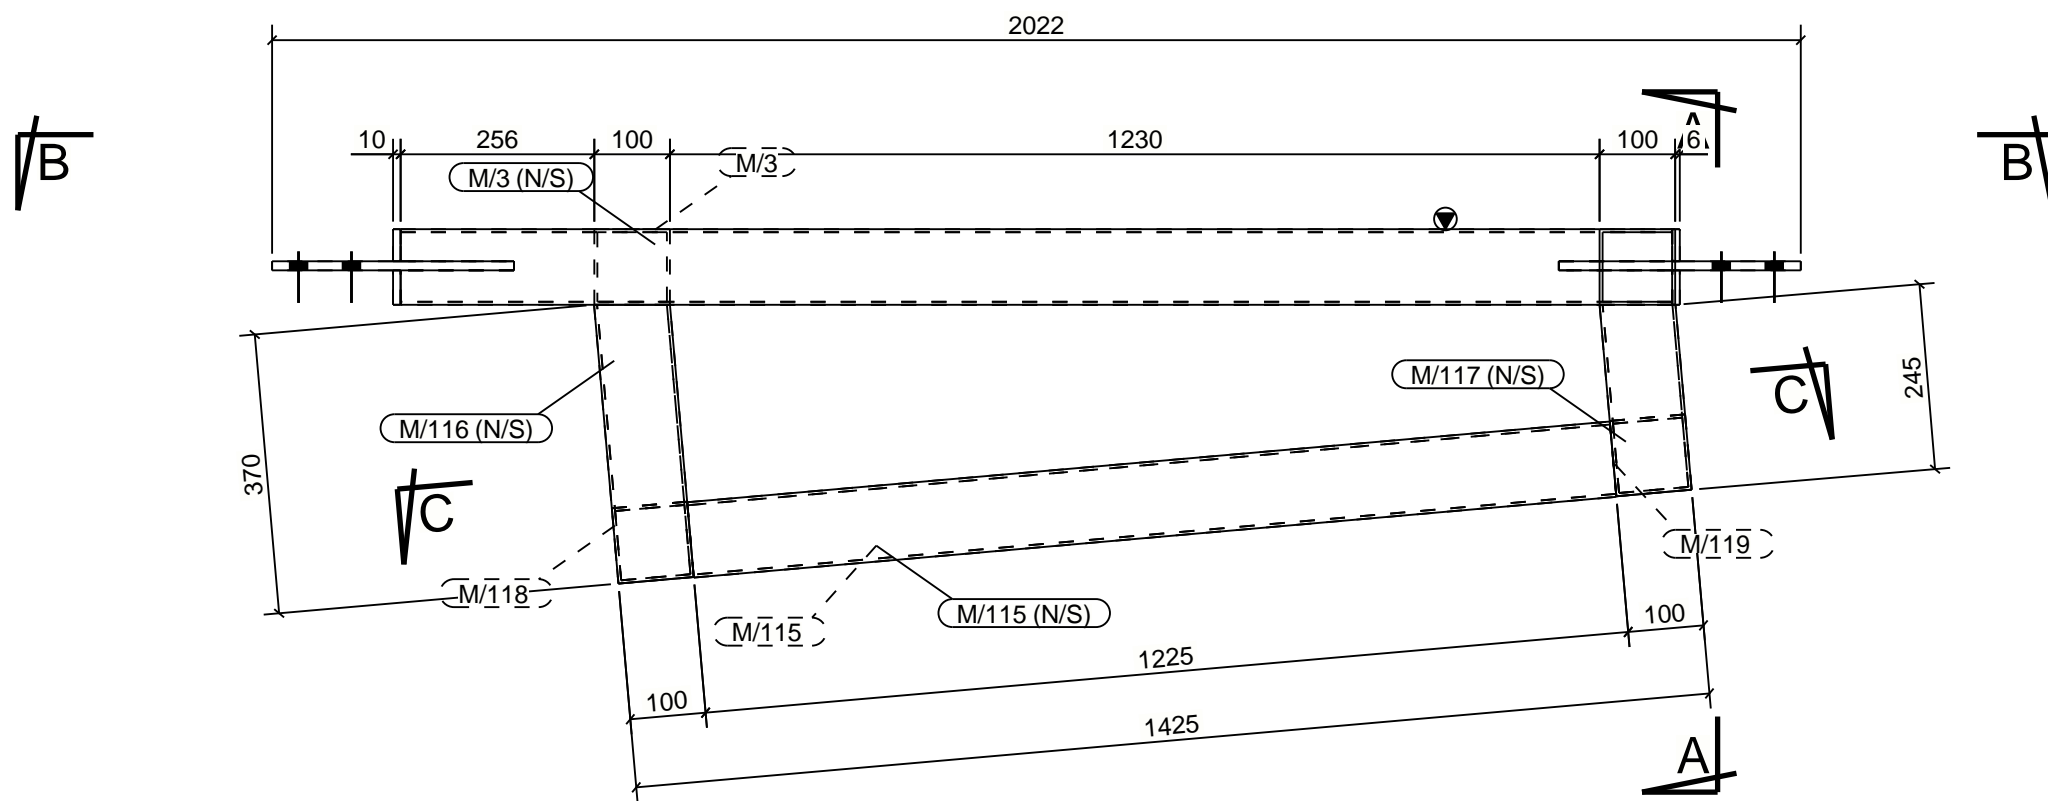 2022
10 256 100 1230 100 6
A
B
B
M/3 (N/S)
M/3
M/117 (N/S)
C
245
M/116 (N/S)
370
C
M/118
M/115
M/115 (N/S)
M/119
100
1225
100
1425
A